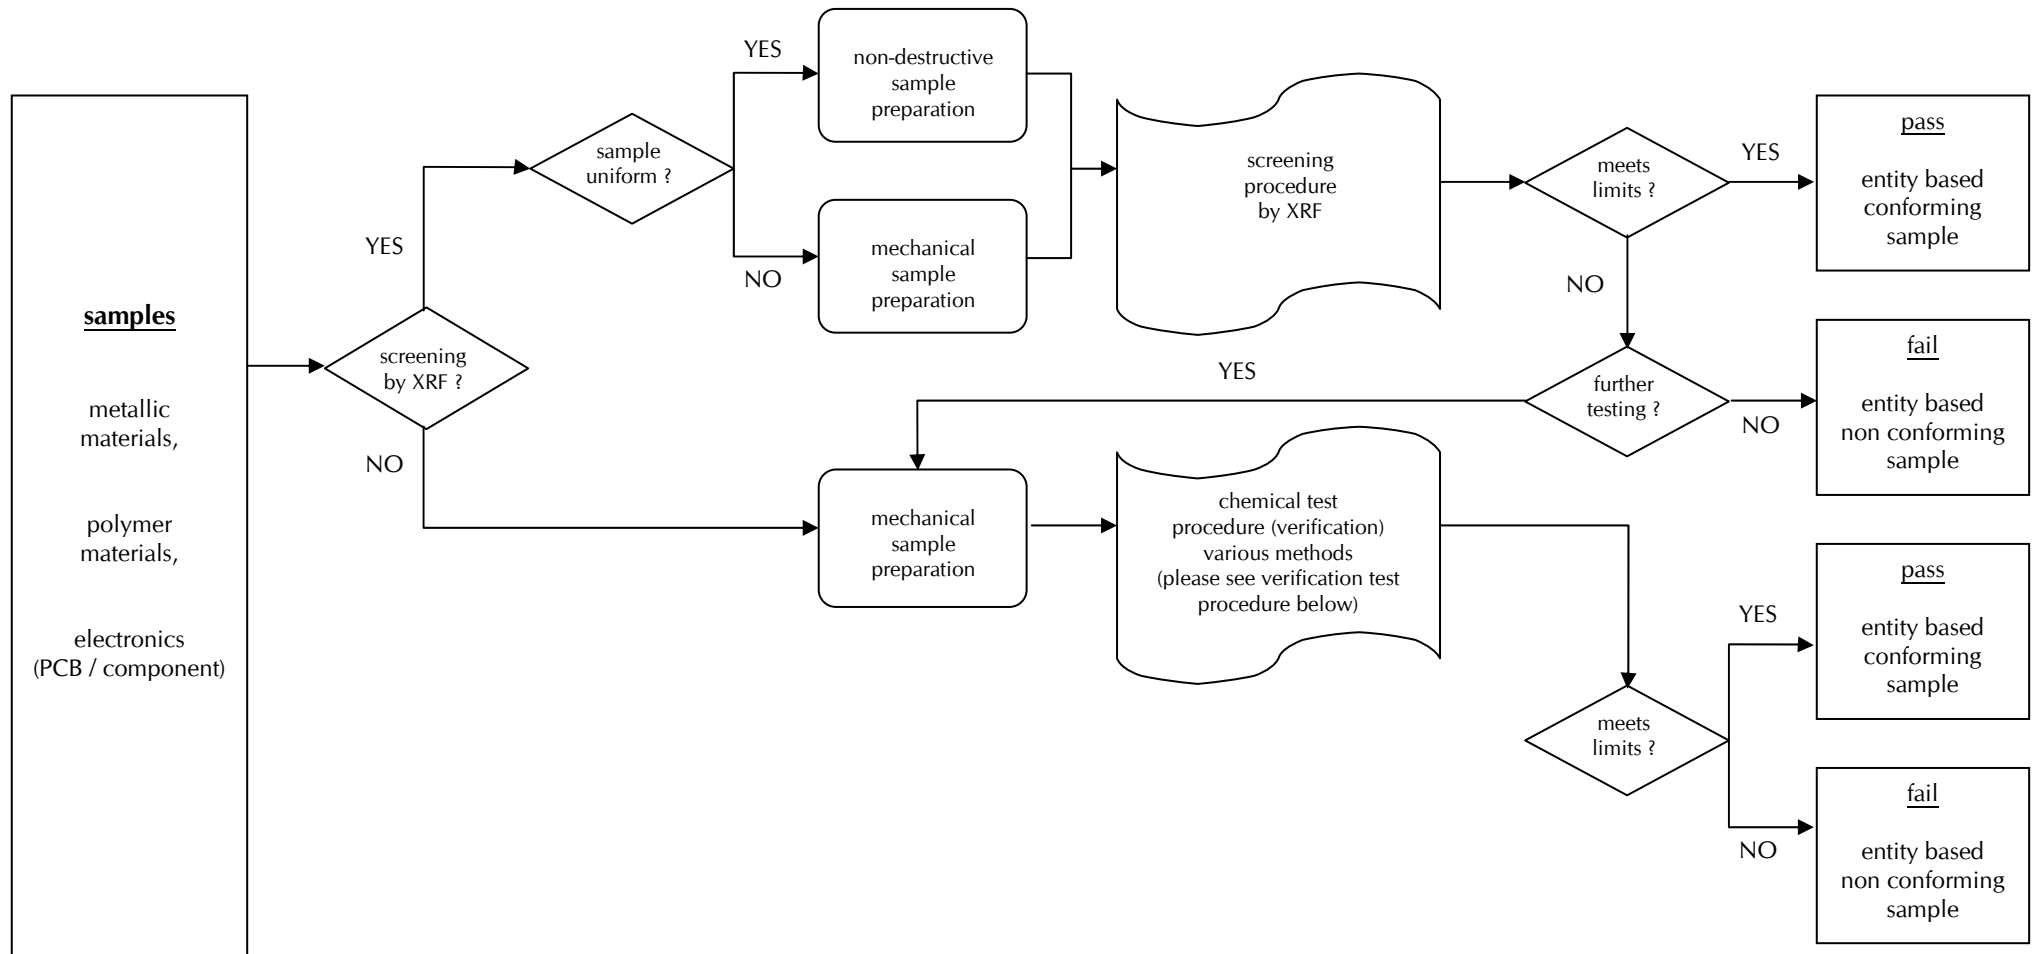 samples
metallic
materials,
polymer
materials,
electronics
(PCB / component)
screening
by XRF ?
YES
NO
sample
uniform ?
YES
NO
non-destructive
sample
preparation
mechanical
sample
preparation
screening
procedure
by XRF
meets
limits ?
YES
NO
pass
entity based
conforming
sample
further
testing ?
YES
NO
fail
entity based
non conforming
sample
mechanical
sample
preparation
chemical test
procedure (verification)
various methods
(please see verification test
procedure below)
meets
limits ?
YES
NO
pass
entity based
conforming
sample
fail
entity based
non conforming
sample